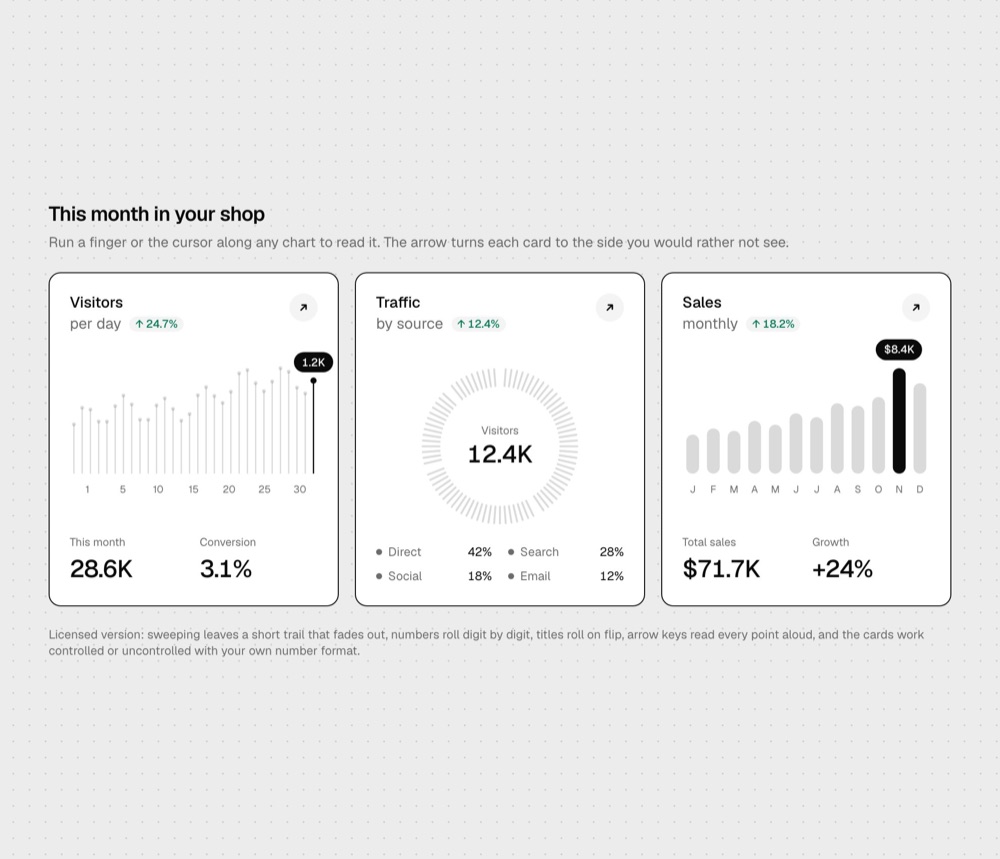 This month in your shop
Run a finger or the cursor along any chart to read it. The arrow turns each card to the side you would rather not see.
Visitors
per day ↑ 24.7%
1.2K
1 5 10 15 20 25 30
This month Conversion
28.6K 3.1%
Traffic
by source ↑ 12.4%
Visitors
12.4K
Direct 42% Search 28%
Social 18% Email 12%
Sales
monthly ↑ 18.2%
$8.4K
J F M A M J J A S O N D
Total sales Growth
$71.7K +24%
Licensed version: sweeping leaves a short trail that fades out, numbers roll digit by digit, titles roll on flip, arrow keys read every point aloud, and the cards work
controlled or uncontrolled with your own number format.